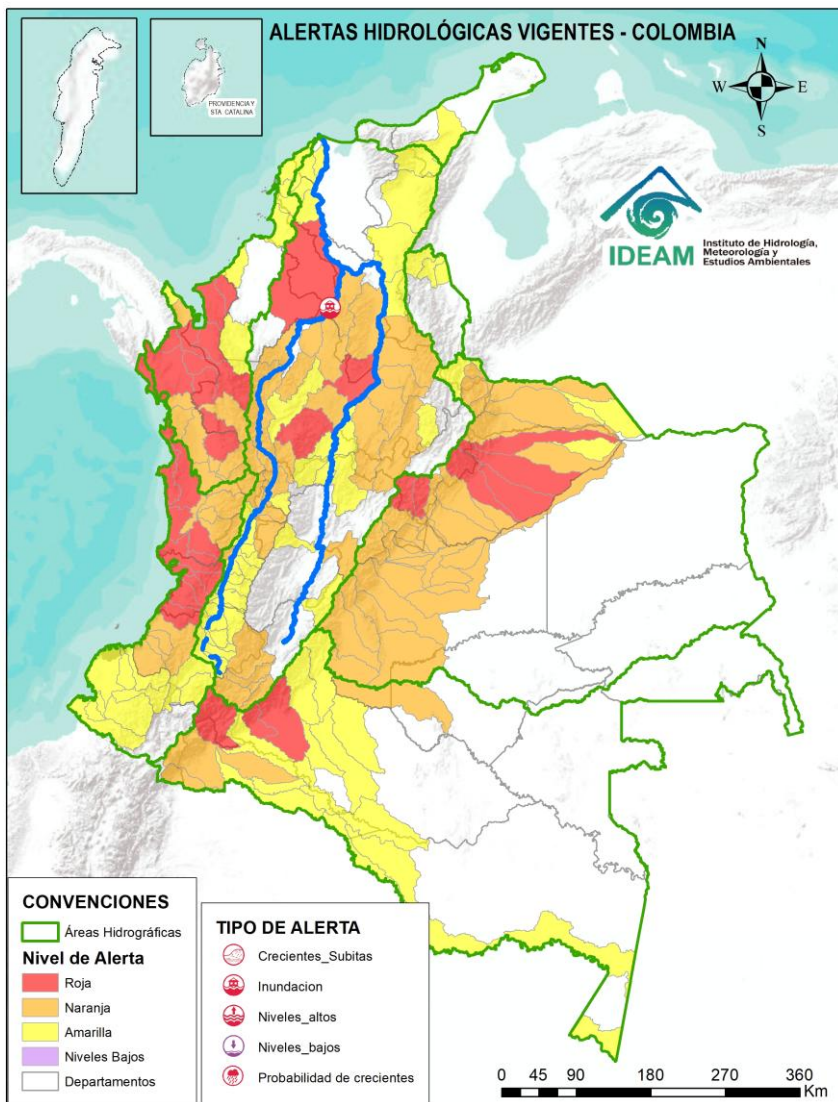 ALERTAS HIDROLÓGICAS VIGENTES - COLOMBIA
PROVIDENCIA Y
STA. CATALINA
N
W
E
S
IDEAM
Instituto de Hidrología,
Meteorología y
Estudios Ambientales
CONVENCIONES
Áreas Hidrográficas
Nivel de Alerta
Roja
Naranja
Amarilla
Niveles Bajos
Departamentos
TIPO DE ALERTA
Crecientes_Subitas
Inundacion
Niveles_altos
Niveles_bajos
Probabilidad de crecientes
0 45 90 180 270 360
Km